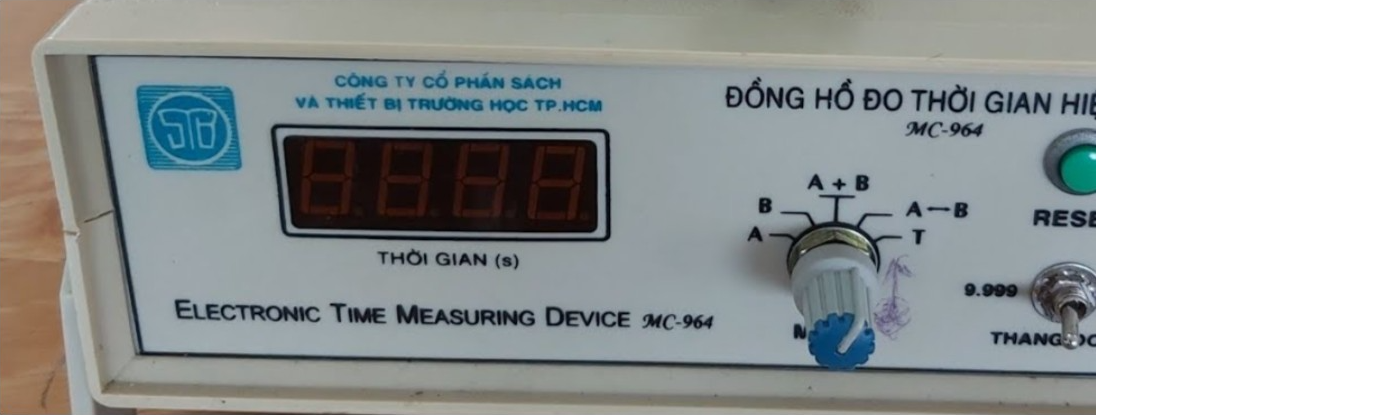 CÔNG TY CỔ PHẦN SÁCH
VÀ THIẾT BỊ TRƯỜNG HỌC TP.HCM
THỜI GIAN (s)
ELECTRONIC TIME MEASURING DEVICE MC-964
ĐỒNG HỒ ĐO THỜI GIAN
MC-964
A + B
B
A—B
A
T
RESE
9.999
THANG